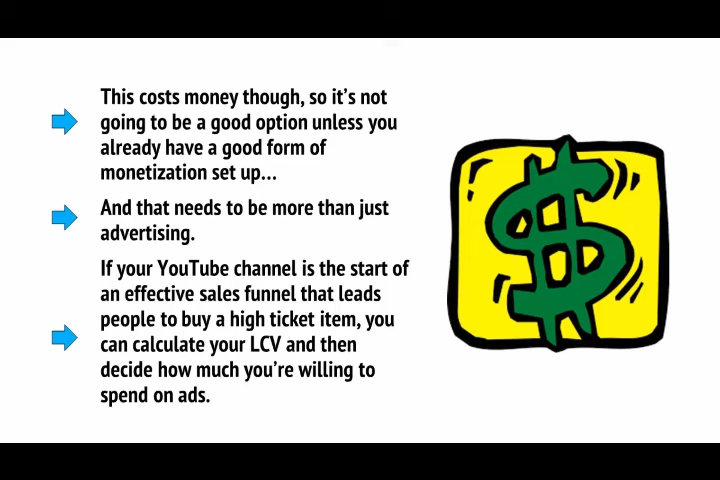 This costs money though, so it's not
going to be a good option unless you
already have a good form of
monetization set up...
And that needs to be more than just
advertising.
If your YouTube channel is the start of
an effective sales funnel that leads
people to buy a high ticket item, you
can calculate your LCV and then
decide how much you're willing to
spend on ads.
$